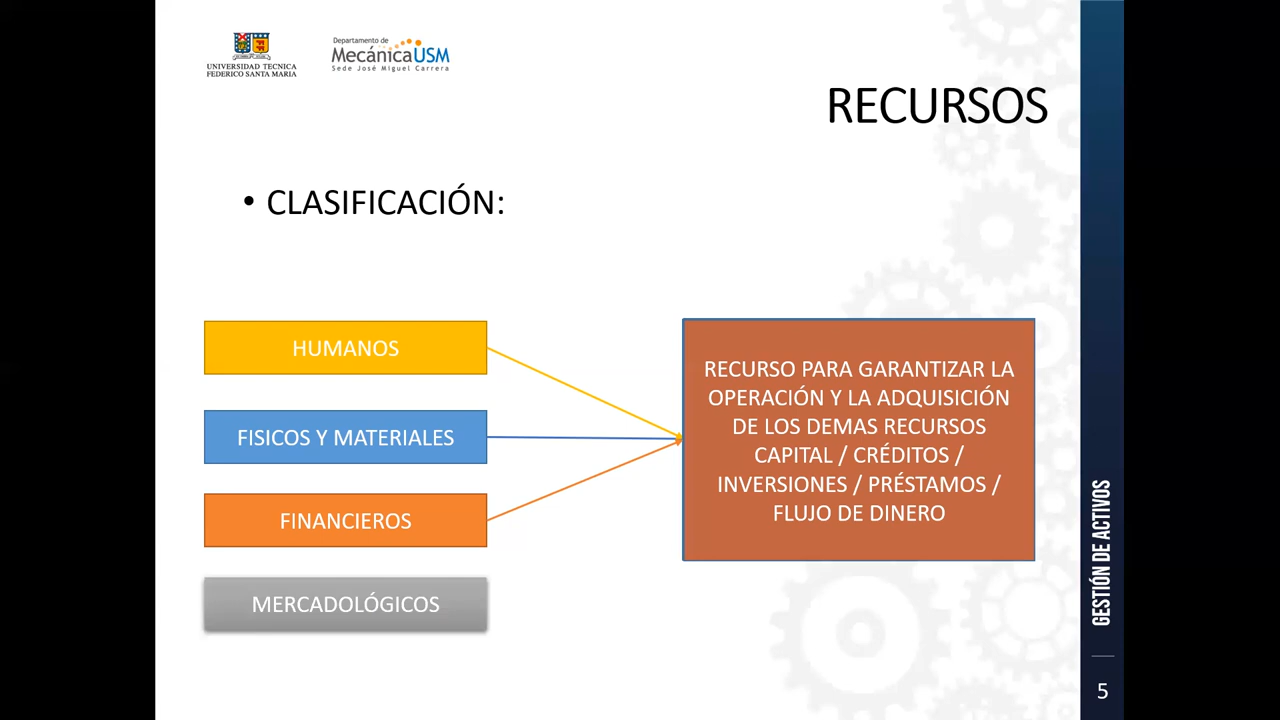 UNIVERSIDAD TECNICA
FEDERICO SANTA MARIA
Departamento de
MecánicaUSM
Sede José Miguel Carrera
RECURSOS
• CLASIFICACIÓN:
HUMANOS
FISICOS Y MATERIALES
FINANCIEROS
MERCADOLÓGICOS
RECURSO PARA GARANTIZAR LA
OPERACIÓN Y LA ADQUISICIÓN
DE LOS DEMAS RECURSOS
CAPITAL / CRÉDITOS /
INVERSIONES / PRÉSTAMOS /
FLUJO DE DINERO
GESTIÓN DE ACTIVOS
5